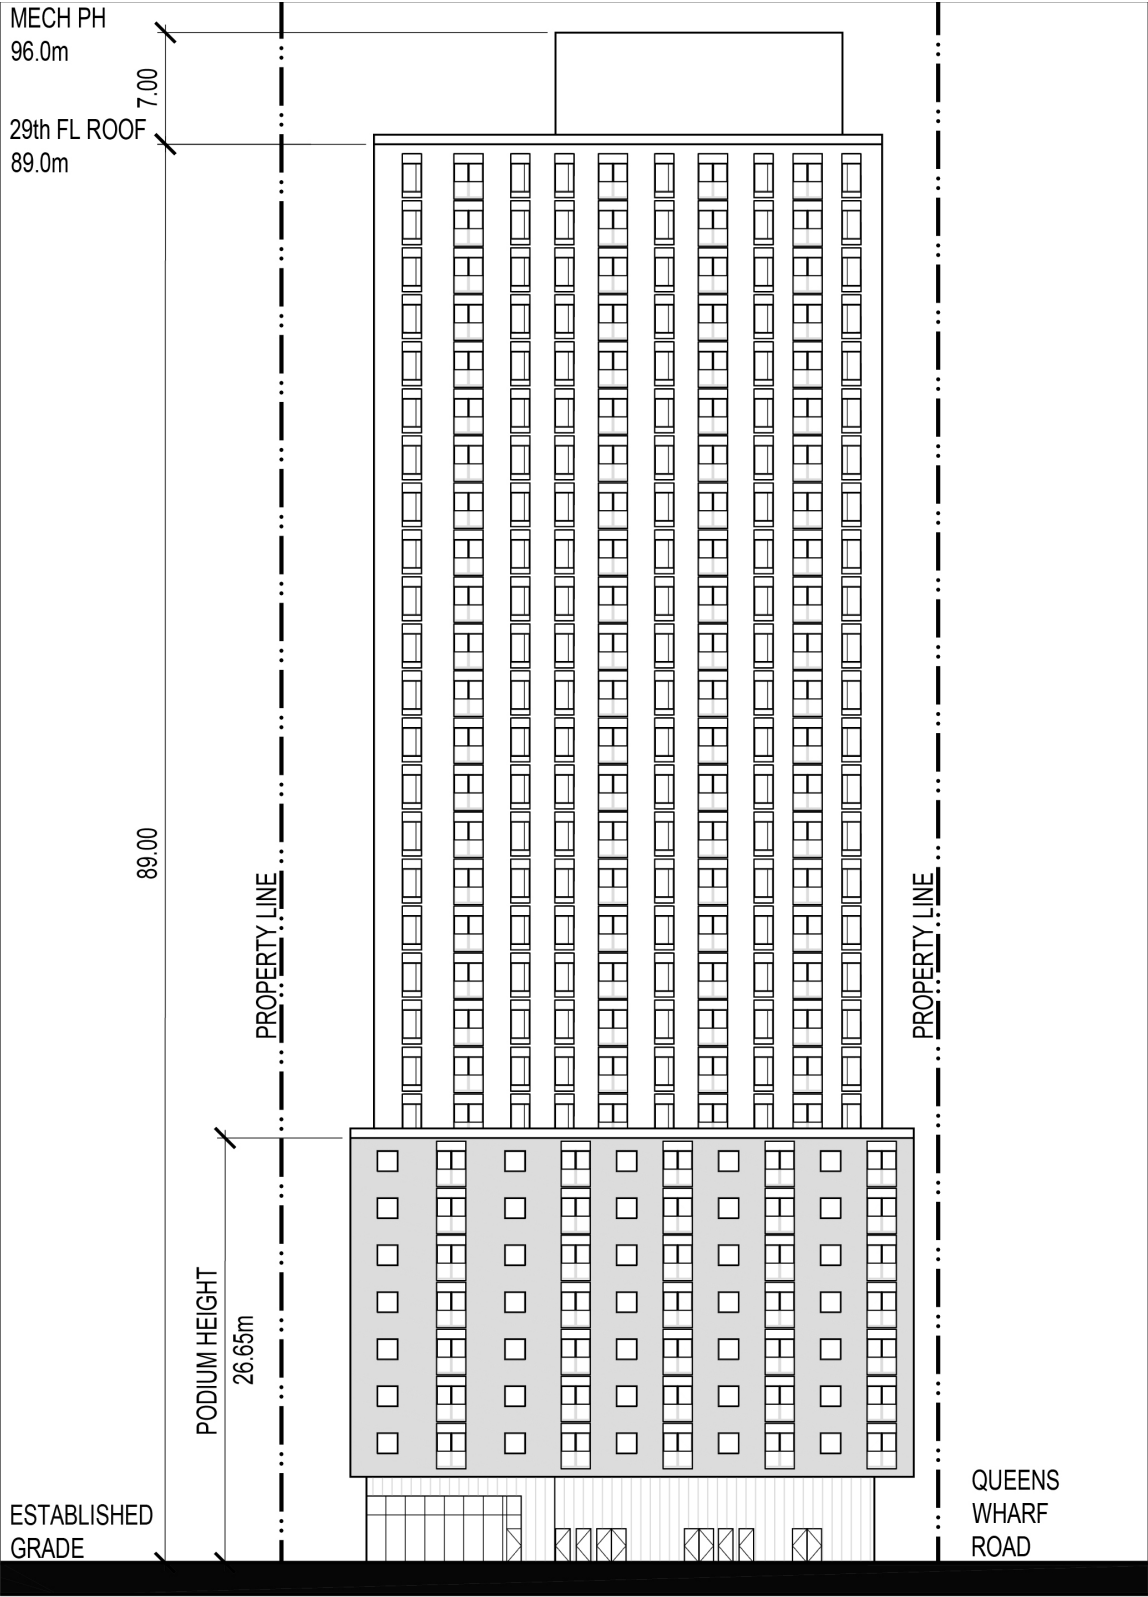 MECH PH
96.0m
7.00
29th FL ROOF
89.0m
89.00
PROPERTY LINE
PROPERTY LINE
PODIUM HEIGHT
26.65m
ESTABLISHED
GRADE
QUEENS
WHARF
ROAD